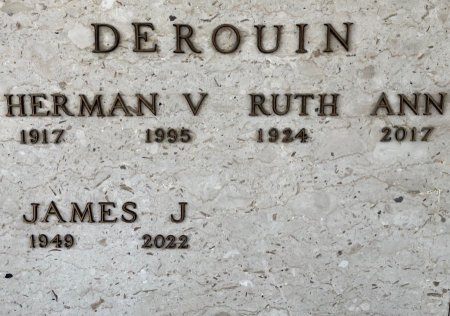 DEROUIN
HERMAN V RUTH ANN
1917 1995 1924 2017
JAMES J
1949 2022